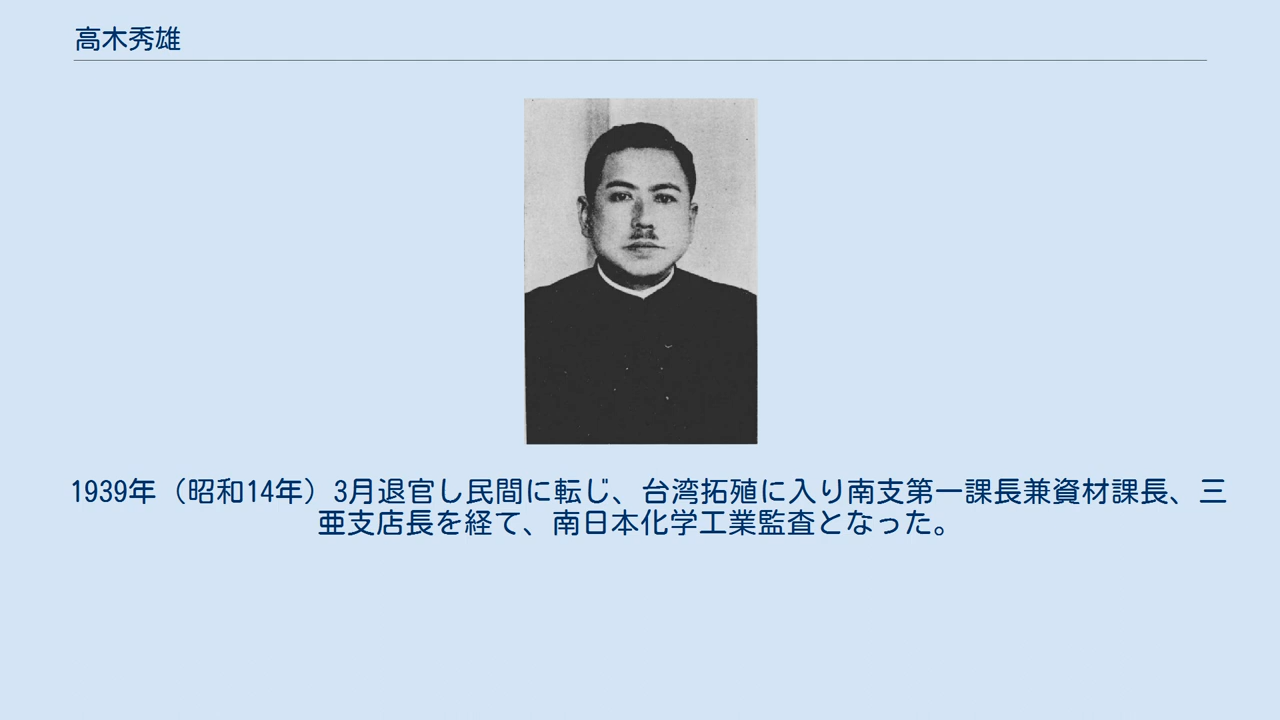 高木秀雄
1939年（昭和14年）3月退官し民間に転じ、台湾拓殖に入り南支第一課長兼資材課長、三
亜支店長を経て、南日本化学工業監査となった。